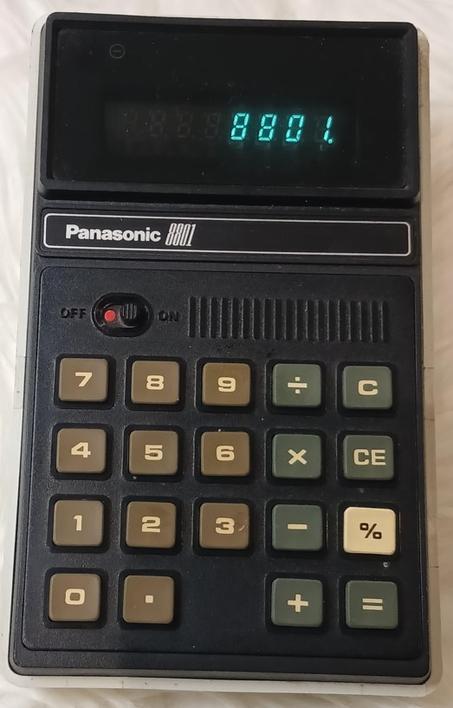 8801.
Panasonic 8801
OFF ON
7 8 9 ÷ C
4 5 6 × CE
1 2 3 − %
0 . + =